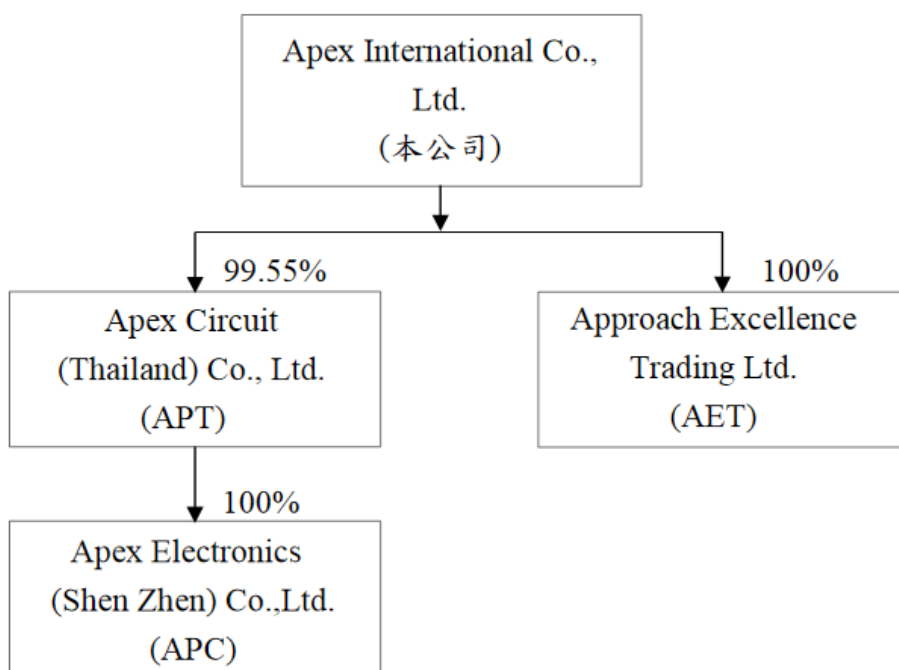 Apex International Co.,
Ltd.
(本公司)
99.55%
100%
Apex Circuit
(Thailand) Co., Ltd.
(APT)
Approach Excellence
Trading Ltd.
(AET)
100%
Apex Electronics
(Shen Zhen) Co.,Ltd.
(APC)